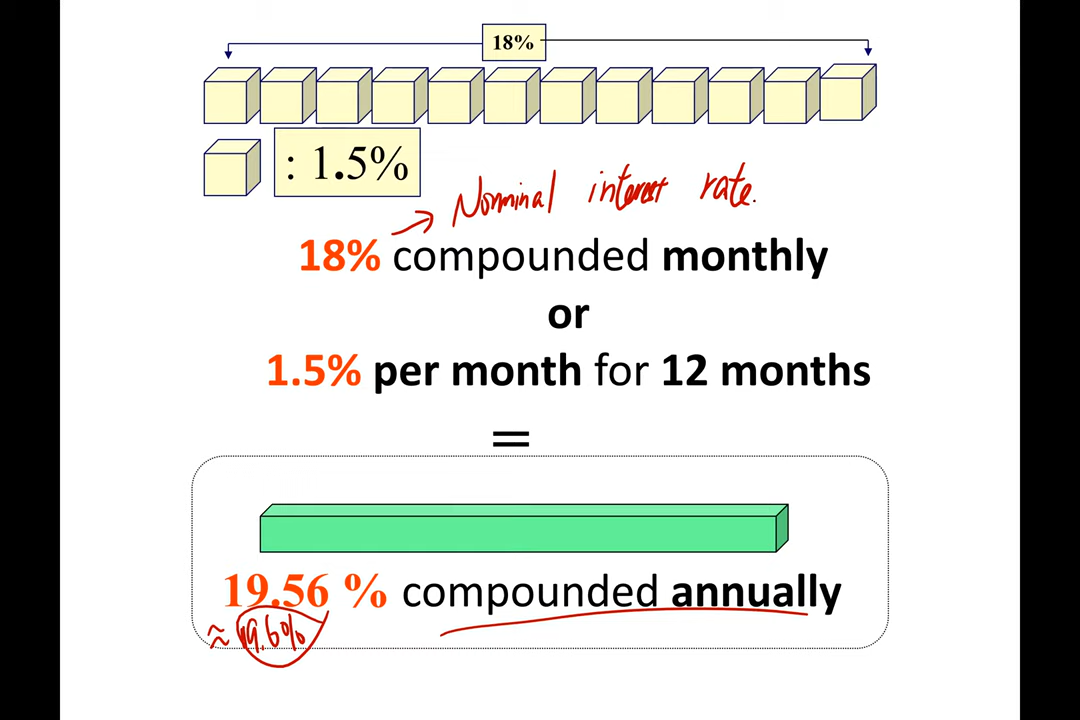 18%
: 1.5%
Nominal interest rate.
18% compounded monthly
or
1.5% per month for 12 months
=
19.56 % compounded annually
≈ 19.6%